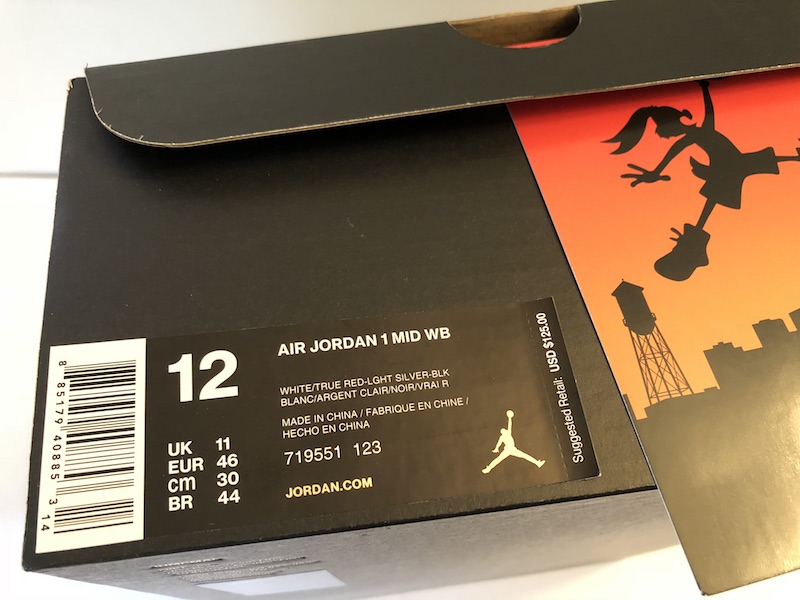 AIR JORDAN 1 MID WB
12
WHITE/TRUE RED-LGHT SILVER-BLK
BLANC/ARGENT CLAIR/NOIR/VRAI R
MADE IN CHINA / FABRIQUE EN CHINE /
HECHO EN CHINA
719551 123
UK 11
EUR 46
cm 30
BR 44
JORDAN.COM
Suggested Retail: USD $125.00
8 85179 40885 3 14